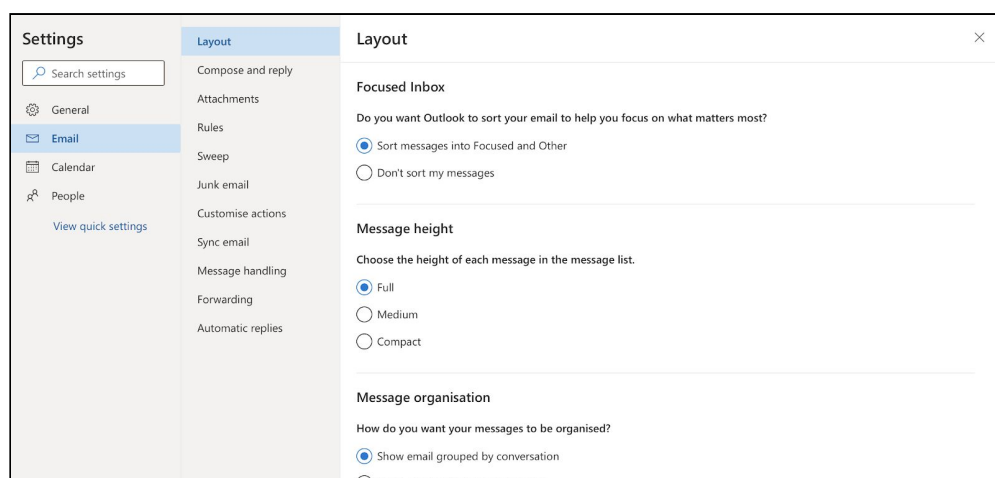 Settings
Search settings
General
Email
Calendar
People
View quick settings
Layout
Compose and reply
Attachments
Rules
Sweep
Junk email
Customise actions
Sync email
Message handling
Forwarding
Automatic replies
Layout
Focused Inbox
Do you want Outlook to sort your email to help you focus on what matters most?
Sort messages into Focused and Other
Don't sort my messages
Message height
Choose the height of each message in the message list.
Full
Medium
Compact
Message organisation
How do you want your messages to be organised?
Show email grouped by conversation